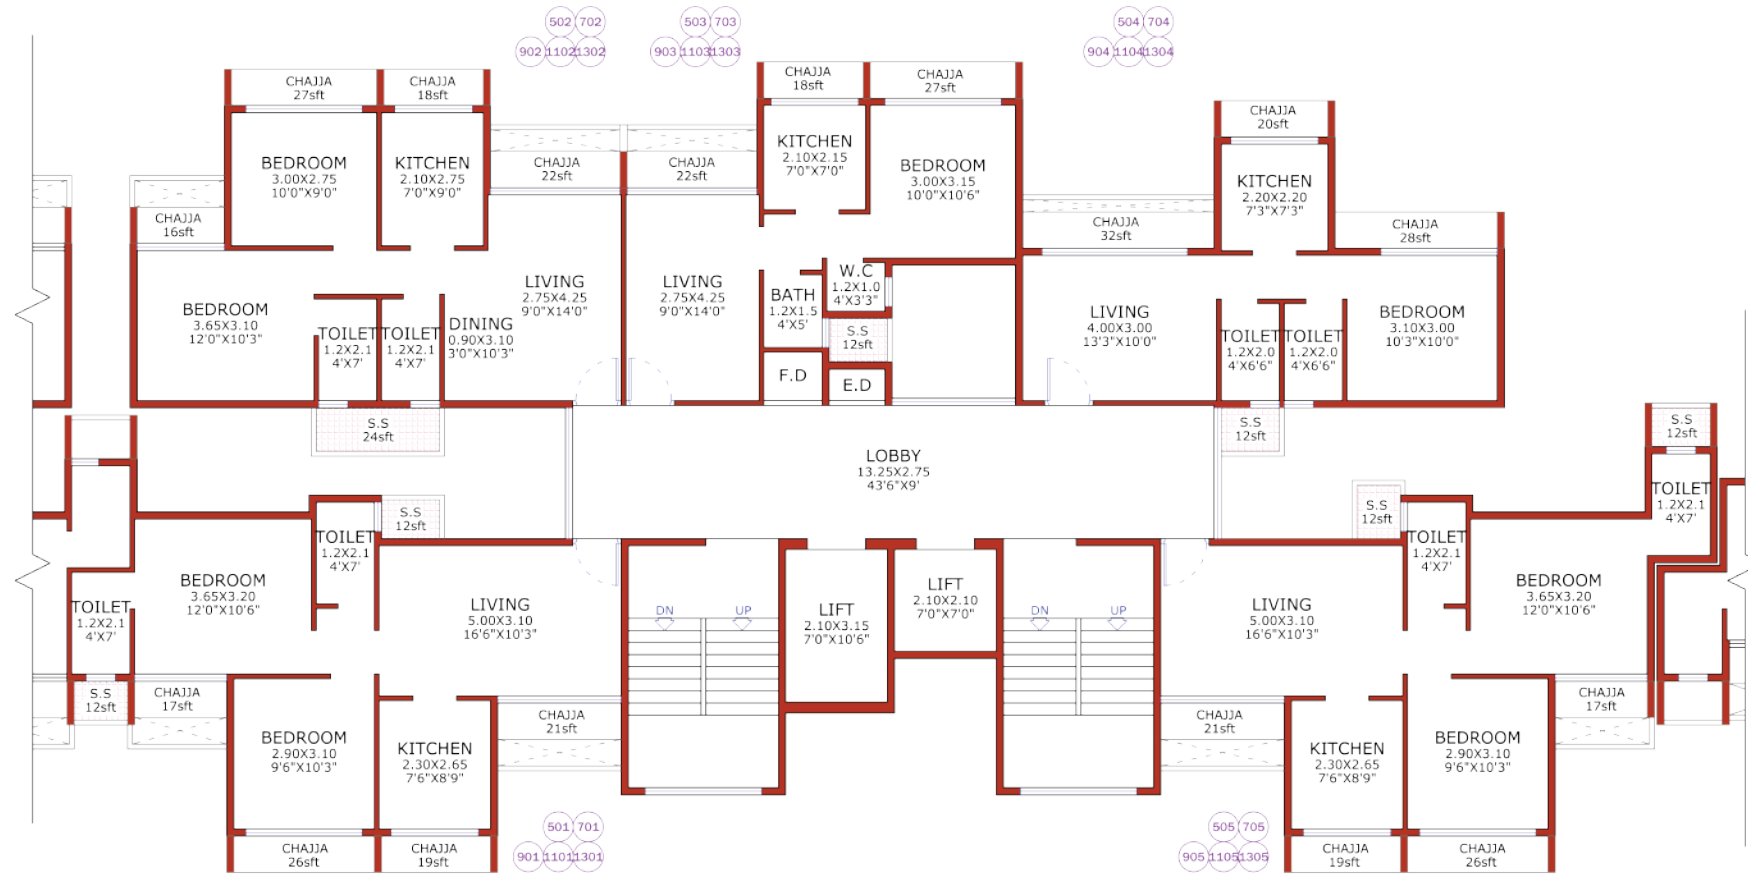 502 702
902 1102 1302
503 703
903 1103 1303
504 704
904 1104 1304
CHAJJA
27sft
CHAJJA
18sft
CHAJJA
18sft
CHAJJA
27sft
CHAJJA
20sft
BEDROOM
3.00X2.75
10'0"X9'0"
KITCHEN
2.10X2.75
7'0"X9'0"
CHAJJA
22sft
CHAJJA
22sft
KITCHEN
2.10X2.15
7'0"X7'0"
BEDROOM
3.00X3.15
10'0"X10'6"
KITCHEN
2.20X2.20
7'3"X7'3"
CHAJJA
16sft
CHAJJA
32sft
CHAJJA
28sft
BEDROOM
3.65X3.10
12'0"X10'3"
TOILET
1.2X2.1
4'X7'
TOILET
1.2X2.1
4'X7'
DINING
0.90X3.10
3'0"X10'3"
LIVING
2.75X4.25
9'0"X14'0"
LIVING
2.75X4.25
9'0"X14'0"
BATH
1.2X1.5
4'X5'
W.C
1.2X1.0
4'X3'3"
S.S
12sft
F.D
E.D
LIVING
4.00X3.00
13'3"X10'0"
TOILET
1.2X2.0
4'X6'6"
TOILET
1.2X2.0
4'X6'6"
BEDROOM
3.10X3.00
10'3"X10'0"
S.S
24sft
S.S
12sft
S.S
12sft
LOBBY
13.25X2.75
43'6"X9'
S.S
12sft
S.S
12sft
TOILET
1.2X2.1
4'X7'
TOILET
1.2X2.1
4'X7'
TOILET
1.2X2.1
4'X7'
BEDROOM
3.65X3.20
12'0"X10'6"
TOILET
1.2X2.1
4'X7'
LIVING
5.00X3.10
16'6"X10'3"
DN UP
LIFT
2.10X3.15
7'0"X10'6"
LIFT
2.10X2.10
7'0"X7'0"
DN UP
LIVING
5.00X3.10
16'6"X10'3"
BEDROOM
3.65X3.20
12'0"X10'6"
S.S
12sft
CHAJJA
17sft
CHAJJA
21sft
CHAJJA
21sft
CHAJJA
17sft
BEDROOM
2.90X3.10
9'6"X10'3"
KITCHEN
2.30X2.65
7'6"X8'9"
KITCHEN
2.30X2.65
7'6"X8'9"
BEDROOM
2.90X3.10
9'6"X10'3"
CHAJJA
26sft
CHAJJA
19sft
CHAJJA
19sft
CHAJJA
26sft
501 701
901 1101 1301
505 705
905 1105 1305